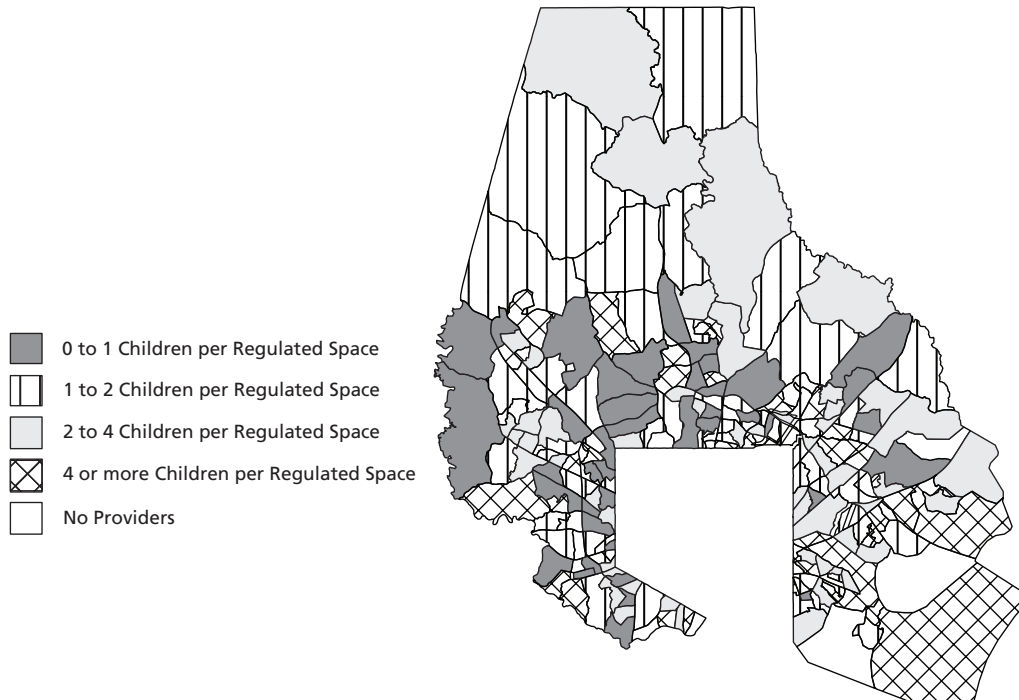 0 to 1 Children per Regulated Space
1 to 2 Children per Regulated Space
2 to 4 Children per Regulated Space
4 or more Children per Regulated Space
No Providers